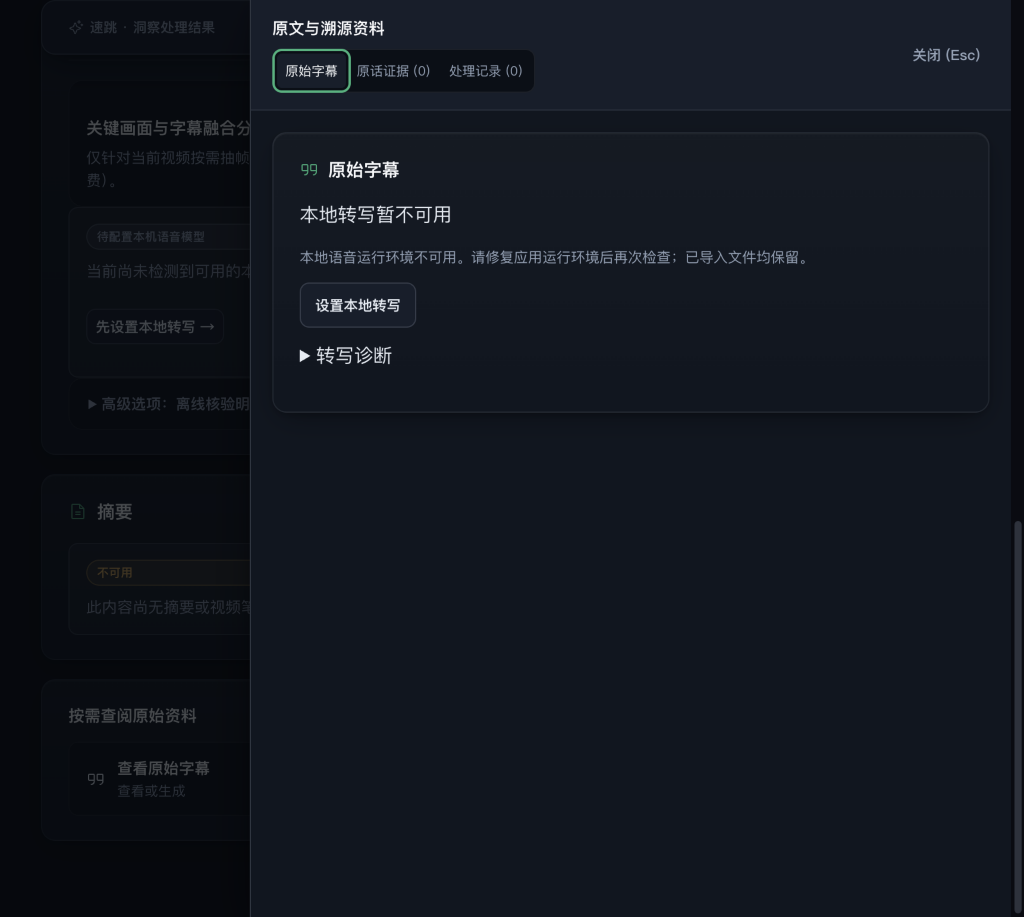 速跳 · 洞察处理结果
关键画面与字幕融合分
仅针对当前视频按需抽帧
费）。
待配置本机语音模型
当前尚未检测到可用的本
先设置本地转写 →
▶ 高级选项：离线核验明
摘要
不可用
此内容尚无摘要或视频笔
按需查阅原始资料
查看原始字幕
查看或生成
原文与溯源资料
原始字幕 原话证据 (0) 处理记录 (0)
关闭 (Esc)
原始字幕
本地转写暂不可用
本地语音运行环境不可用。请修复应用运行环境后再次检查；已导入文件均保留。
设置本地转写
▶ 转写诊断